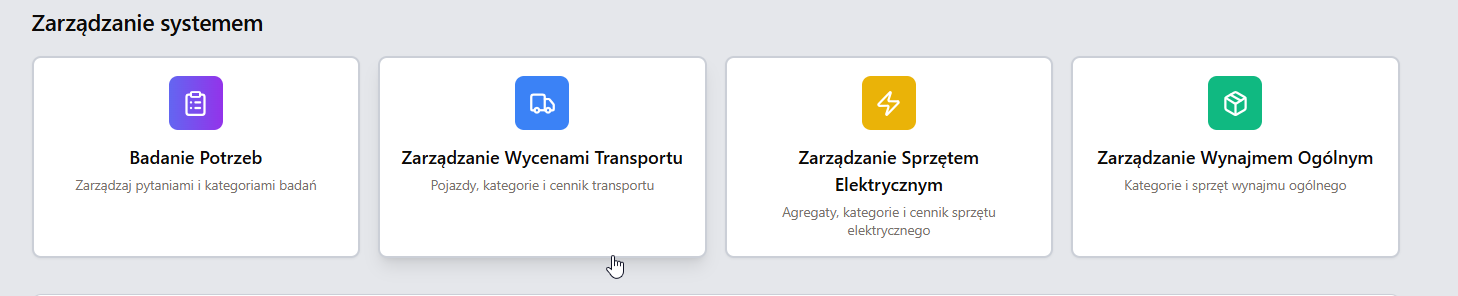 Zarządzanie systemem
Badanie Potrzeb
Zarządzaj pytaniami i kategoriami badań
Zarządzanie Wycenami Transportu
Pojazdy, kategorie i cennik transportu
Zarządzanie Sprzętem
Elektrycznym
Agregaty, kategorie i cennik sprzętu
elektrycznego
Zarządzanie Wynajmem Ogólnym
Kategorie i sprzęt wynajmu ogólnego